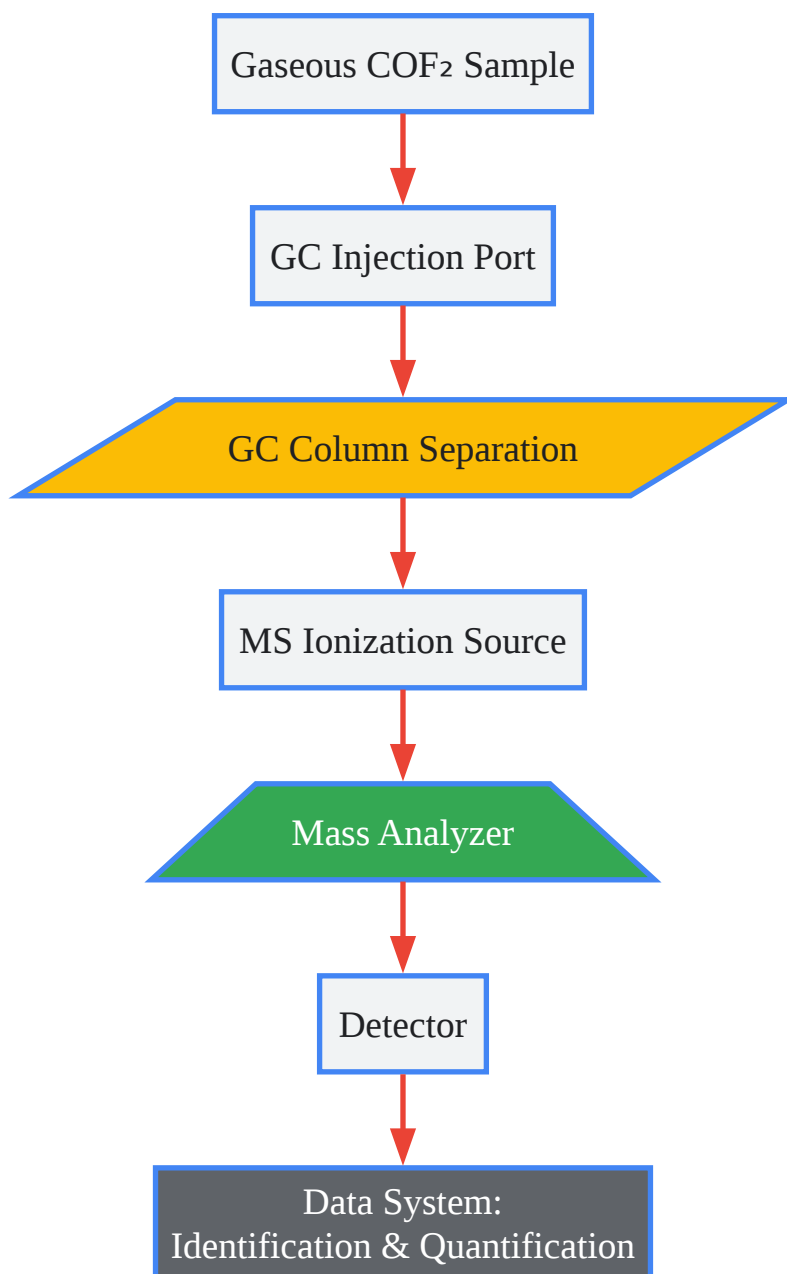 Gaseous COF₂ Sample
GC Injection Port
GC Column Separation
MS Ionization Source
Mass Analyzer
Detector
Data System:
Identification & Quantification